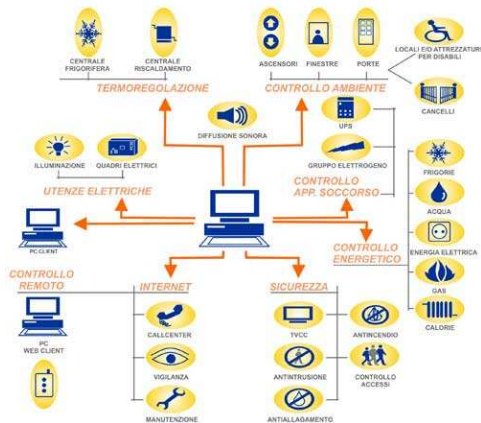 CENTRALE
FRIGORIFERA
CENTRALE
RISCALDAMENTO
TERMOREGOLAZIONE
ASCENSORI
FINESTRE
PORTE
CONTROLLO AMBIENTE
LOCALI E/O ATTREZZATURE
PER DISABILI
CANCELLI
DIFFUSIONE SONORA
UPS
GRUPPO ELETTROGENO
CONTROLLO
APP. SOCCORSO
ILLUMINAZIONE
QUADRI ELETTRICI
UTENZE ELETTRICHE
FRIGORIE
ACQUA
ENERGIA ELETTRICA
GAS
CALORIE
CONTROLLO
ENERGETICO
PC CLIENT
CONTROLLO
REMOTO
PC
WEB CLIENT
INTERNET
CALLCENTER
VIGILANZA
MANUTENZIONE
SICUREZZA
TVCC
ANTINTRUSIONE
ANTIALLAGAMENTO
ANTINCENDIO
CONTROLLO
ACCESSI